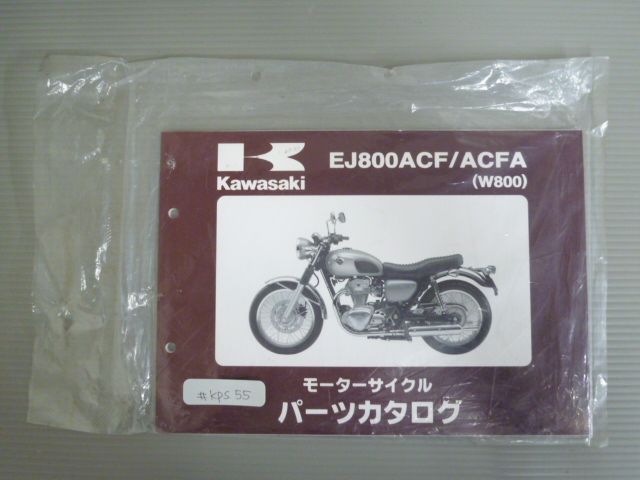 Kawasaki
EJ800ACF/ACFA
(W800)
モーターサイクル
パーツカタログ
#KPS 55